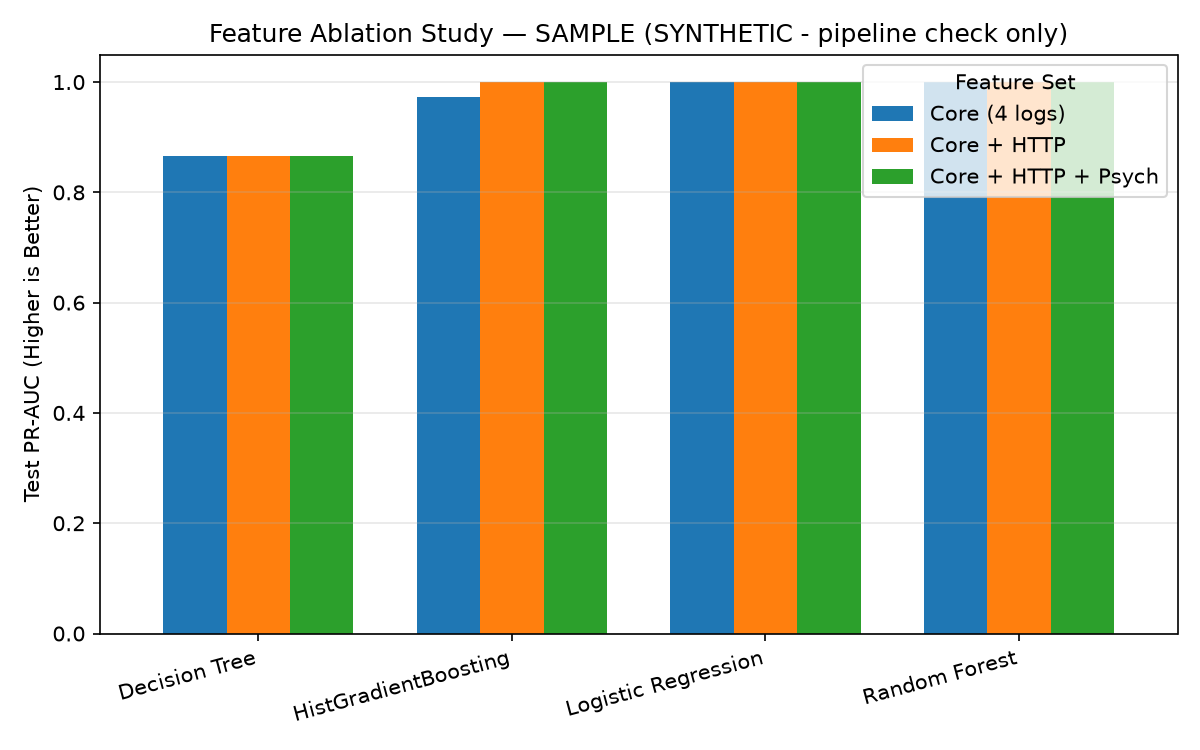 Feature Ablation Study — SAMPLE (SYNTHETIC - pipeline check only)
Test PR-AUC (Higher is Better)
1.0
0.8
0.6
0.4
0.2
0.0
Feature Set
Core (4 logs)
Core + HTTP
Core + HTTP + Psych
Decision Tree
HistGradientBoosting
Logistic Regression
Random Forest